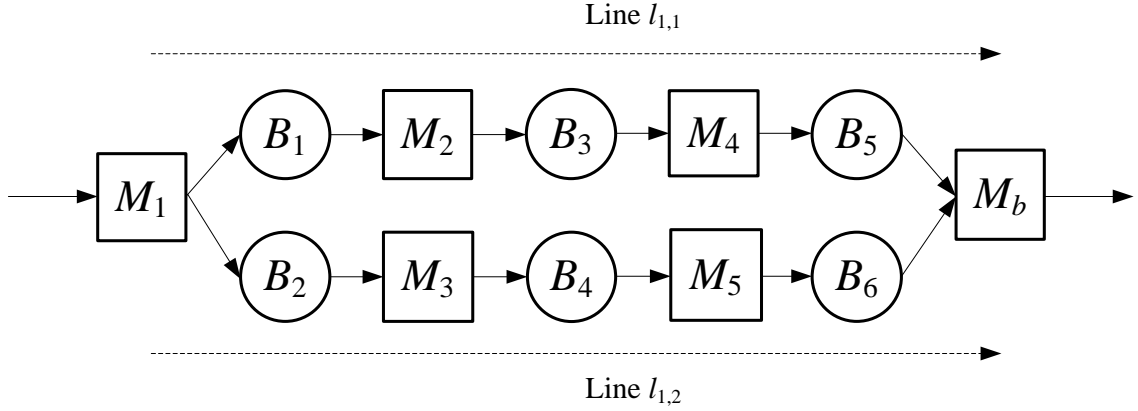 Line l1,1
B1 M2 B3 M4 B5
M1 Mb
B2 M3 B4 M5 B6
Line l1,2